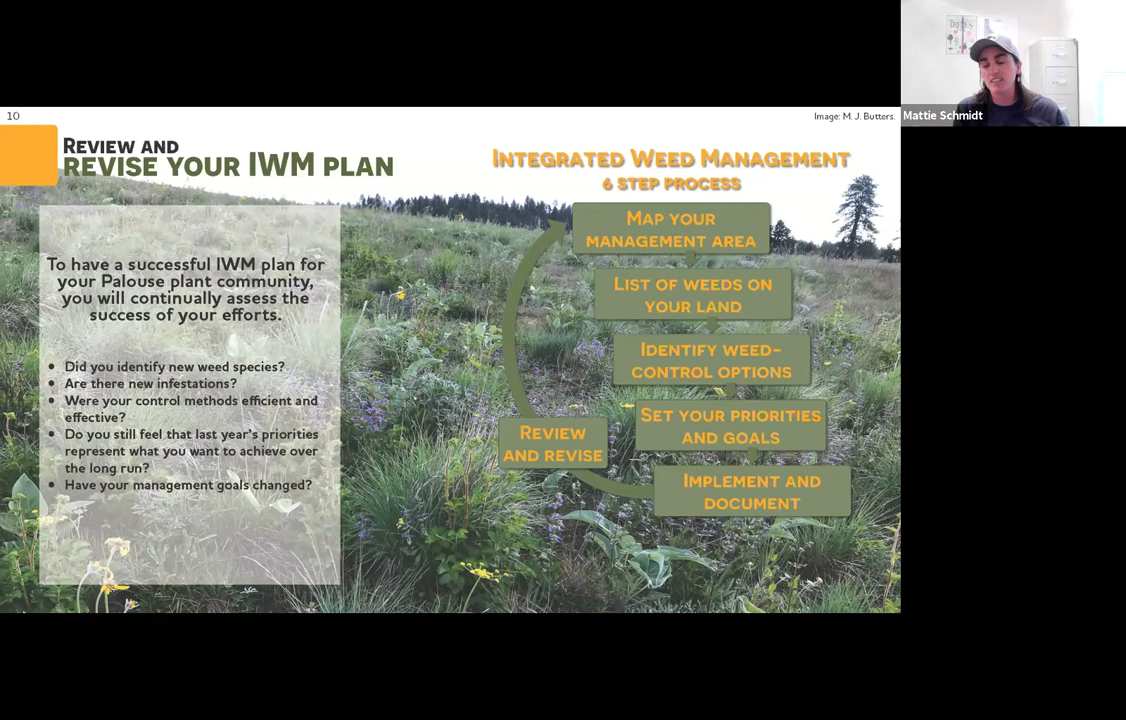 10
Image: M. J. Butters.
Mattie Schmidt
Review and
revise your IWM plan
To have a successful IWM plan for
your Palouse plant community,
you will continually assess the
success of your efforts.
• Did you identify new weed species?
• Are there new infestations?
• Were your control methods efficient and
effective?
• Do you still feel that last year's priorities
represent what you want to achieve over
the long run?
• Have your management goals changed?
Integrated Weed Management
6 step process
Map your
management area
List of weeds on
your land
Identify weed-
control options
Set your priorities
and goals
Implement and
document
Review
and revise